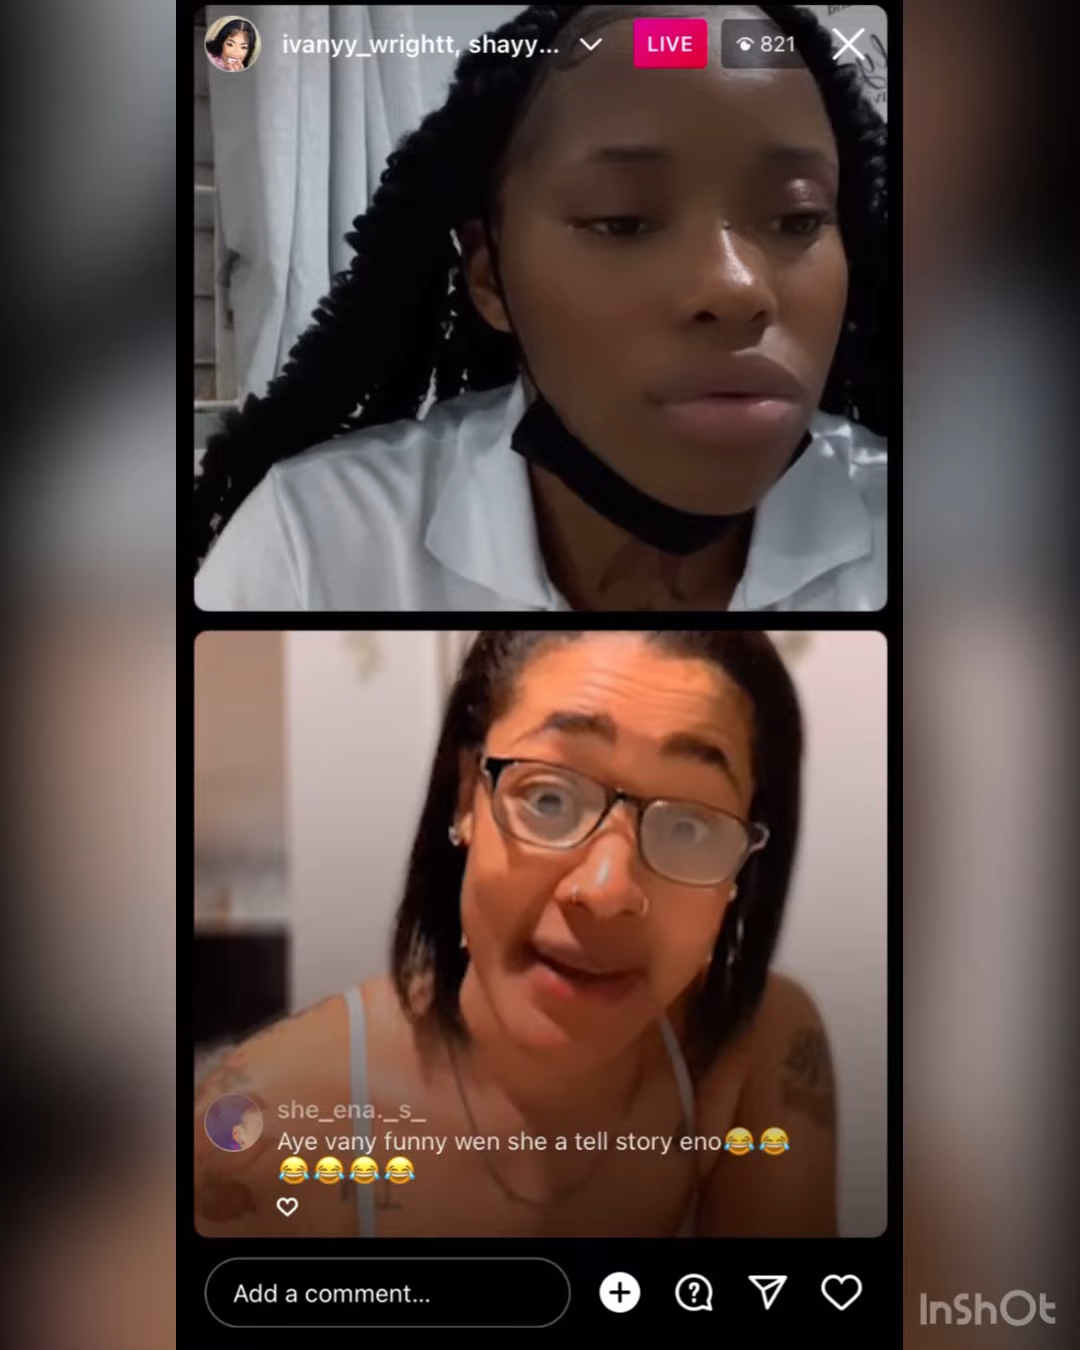 ivanyy_wrightt, shayy...
LIVE
821
she_ena._s_
Aye vany funny wen she a tell story eno😂😂
😂😂😂😂
Add a comment...
InShOt